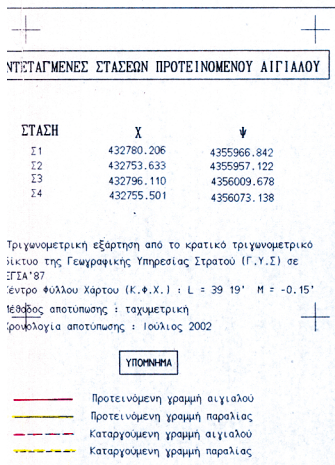 ΝΤΕΤΑΓΜΕΝΕΣ ΣΤΑΣΕΩΝ ΠΡΟΤΕΙΝΟΜΕΝΟΥ ΑΙΓΙΑΛΟΥ
ΣΤΑΣΗ Χ Ψ
Σ1 432780.206 4355966.842
Σ2 432753.633 4355957.122
Σ3 432796.110 4356009.678
Σ4 432755.501 4356073.138
Τριγωνομετρική εξάρτηση από το κρατικό τριγωνομετρικό
δίκτυο της Γεωγραφικής Υπηρεσίας Στρατού (Γ.Υ.Σ) σε
ΕΓΣΑ'87
Κέντρο Φύλλου Χάρτου (Κ.Φ.Χ.) : L = 39 19' M = -0.15'
Μέθοδος αποτύπωσης : ταχυμετρική
Χρονολογία αποτύπωσης : Ιούλιος 2002
ΥΠΟΜΝΗΜΑ
Προτεινόμενη γραμμή αιγιαλού
Προτεινόμενη γραμμή παραλίας
Καταργούμενη γραμμή αιγιαλού
Καταργούμενη γραμμή παραλίας